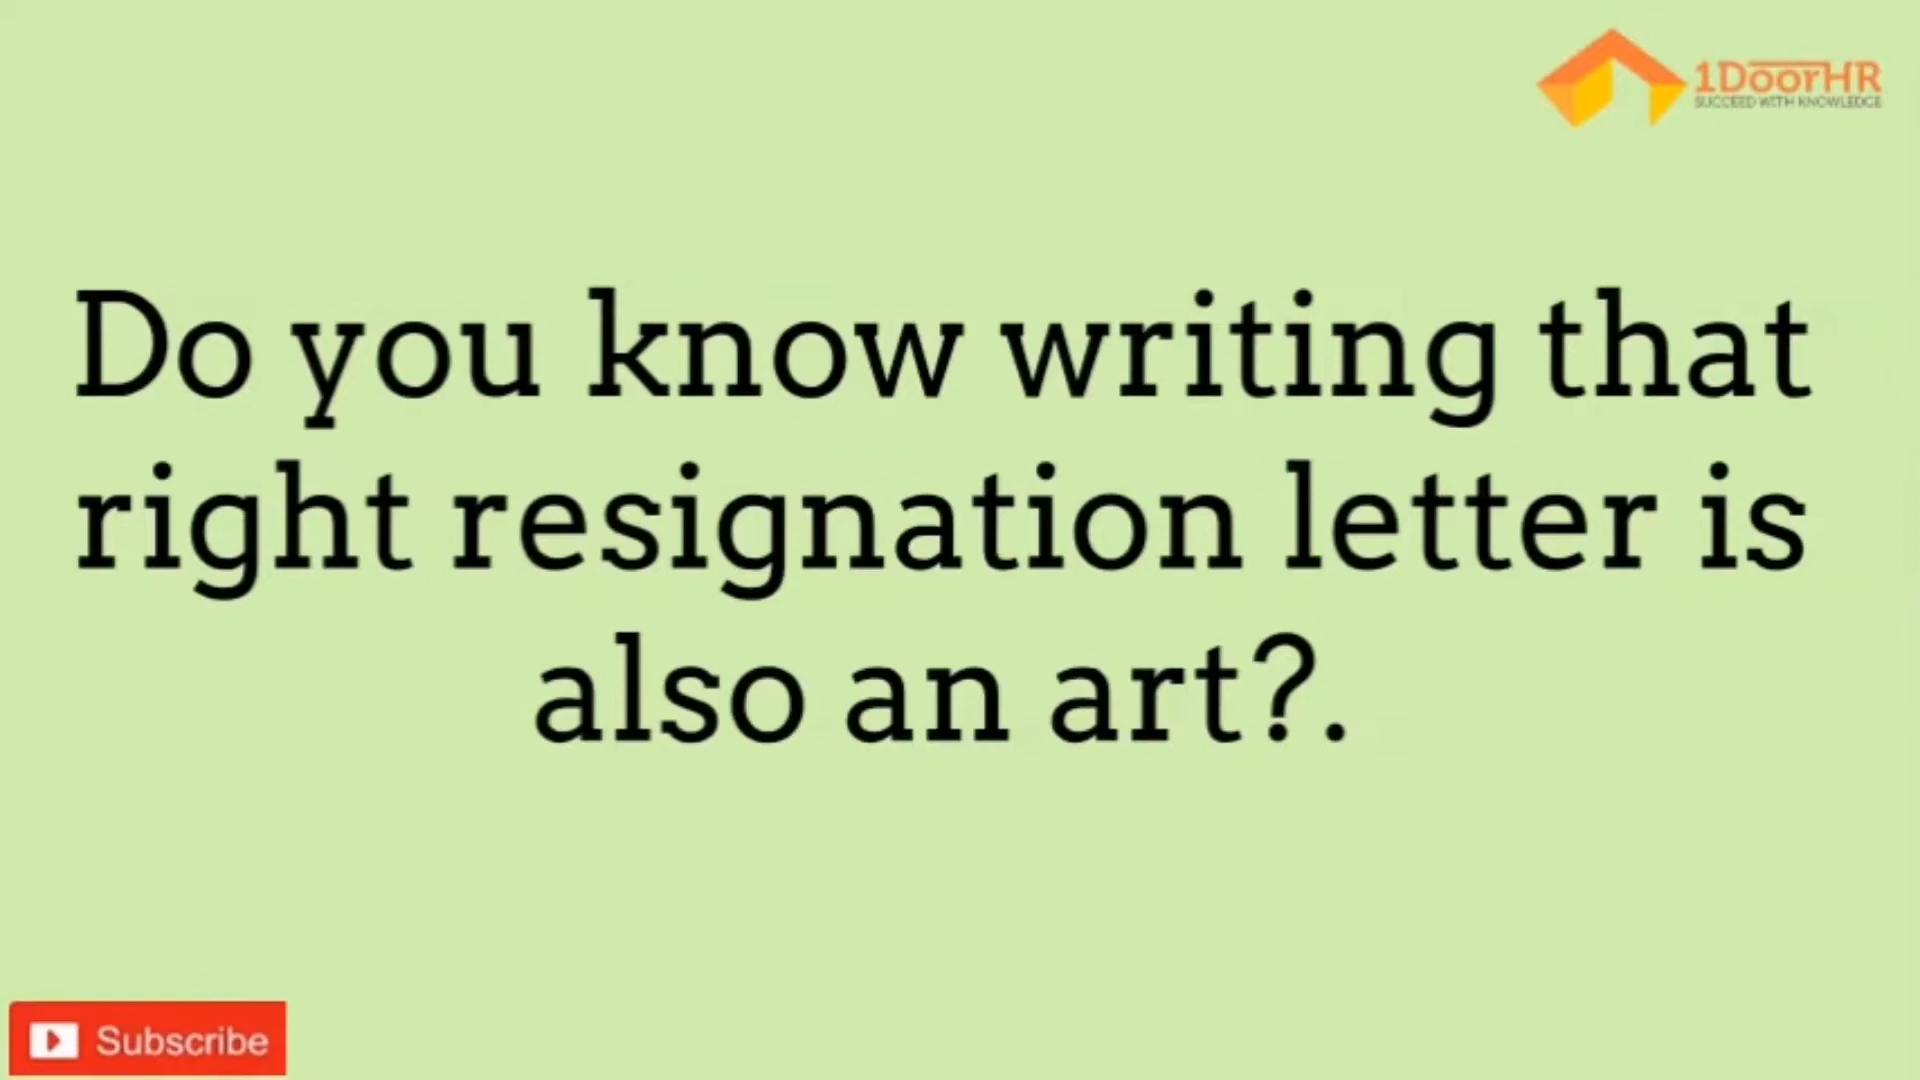 1DoorHR
SUCCEED WITH KNOWLEDGE
Do you know writing that
right resignation letter is
also an art?.
Subscribe